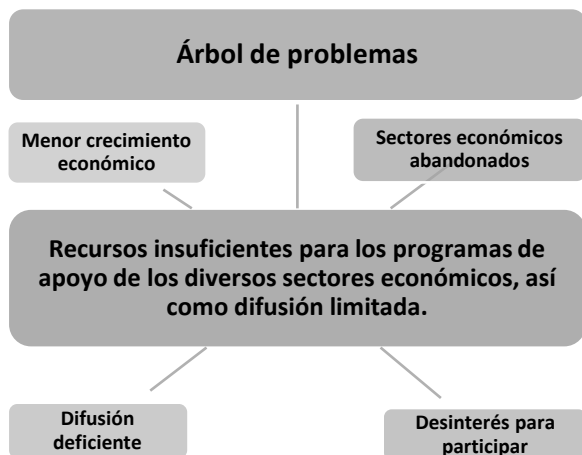 Árbol de problemas
Menor crecimiento
económico
Sectores económicos
abandonados
Recursos insuficientes para los programas de
apoyo de los diversos sectores económicos, así
como difusión limitada.
Difusión
deficiente
Desinterés para
participar